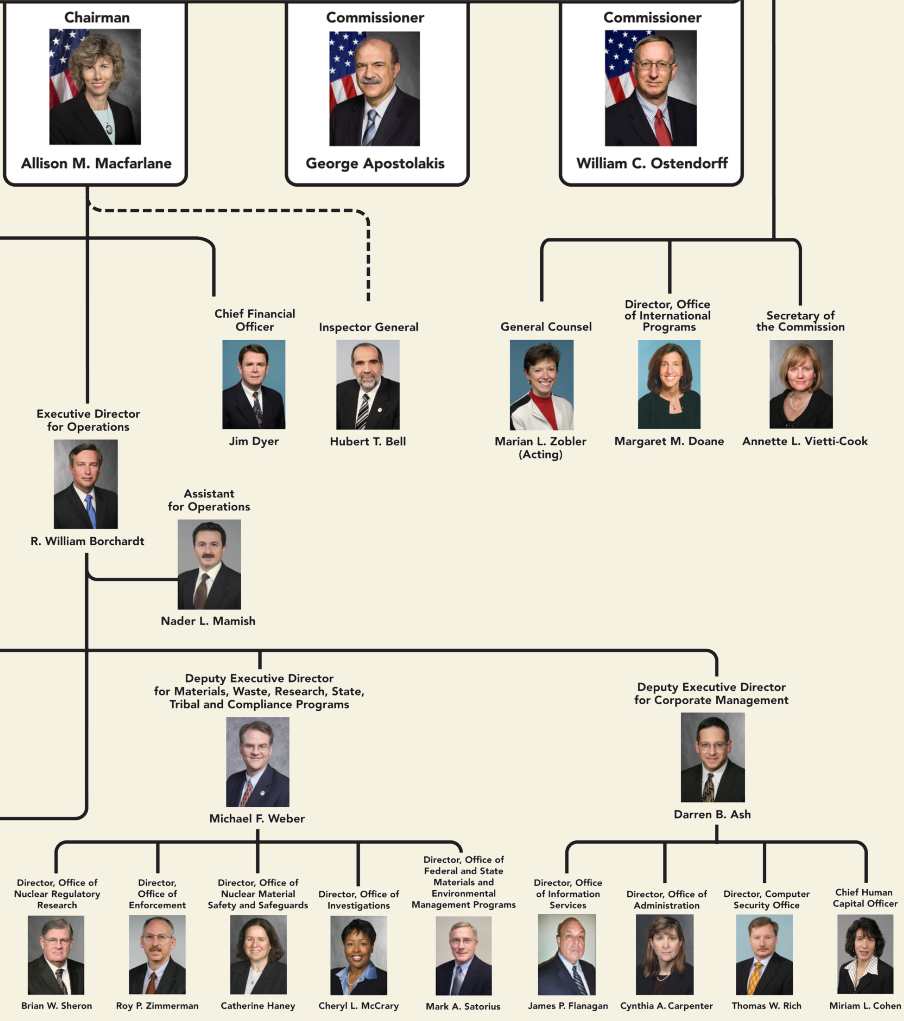 Chairman
Allison M. Macfarlane
Commissioner
George Apostolakis
Commissioner
William C. Ostendorff
Chief Financial
Officer
Jim Dyer
Inspector General
Hubert T. Bell
General Counsel
Marian L. Zobler
(Acting)
Director, Office
of International
Programs
Margaret M. Doane
Secretary of
the Commission
Annette L. Vietti-Cook
Executive Director
for Operations
R. William Borchardt
Assistant
for Operations
Nader L. Mamish
Deputy Executive Director
for Materials, Waste, Research, State,
Tribal and Compliance Programs
Michael F. Weber
Deputy Executive Director
for Corporate Management
Darren B. Ash
Director, Office of
Nuclear Regulatory
Research
Brian W. Sheron
Director,
Office of
Enforcement
Roy P. Zimmerman
Director, Office of
Nuclear Material
Safety and Safeguards
Catherine Haney
Director, Office of
Investigations
Cheryl L. McCrary
Director, Office of
Federal and State
Materials and
Environmental
Management Programs
Mark A. Satorius
Director, Office
of Information
Services
James P. Flanagan
Director, Office of
Administration
Cynthia A. Carpenter
Director, Computer
Security Office
Thomas W. Rich
Chief Human
Capital Officer
Miriam L. Cohen